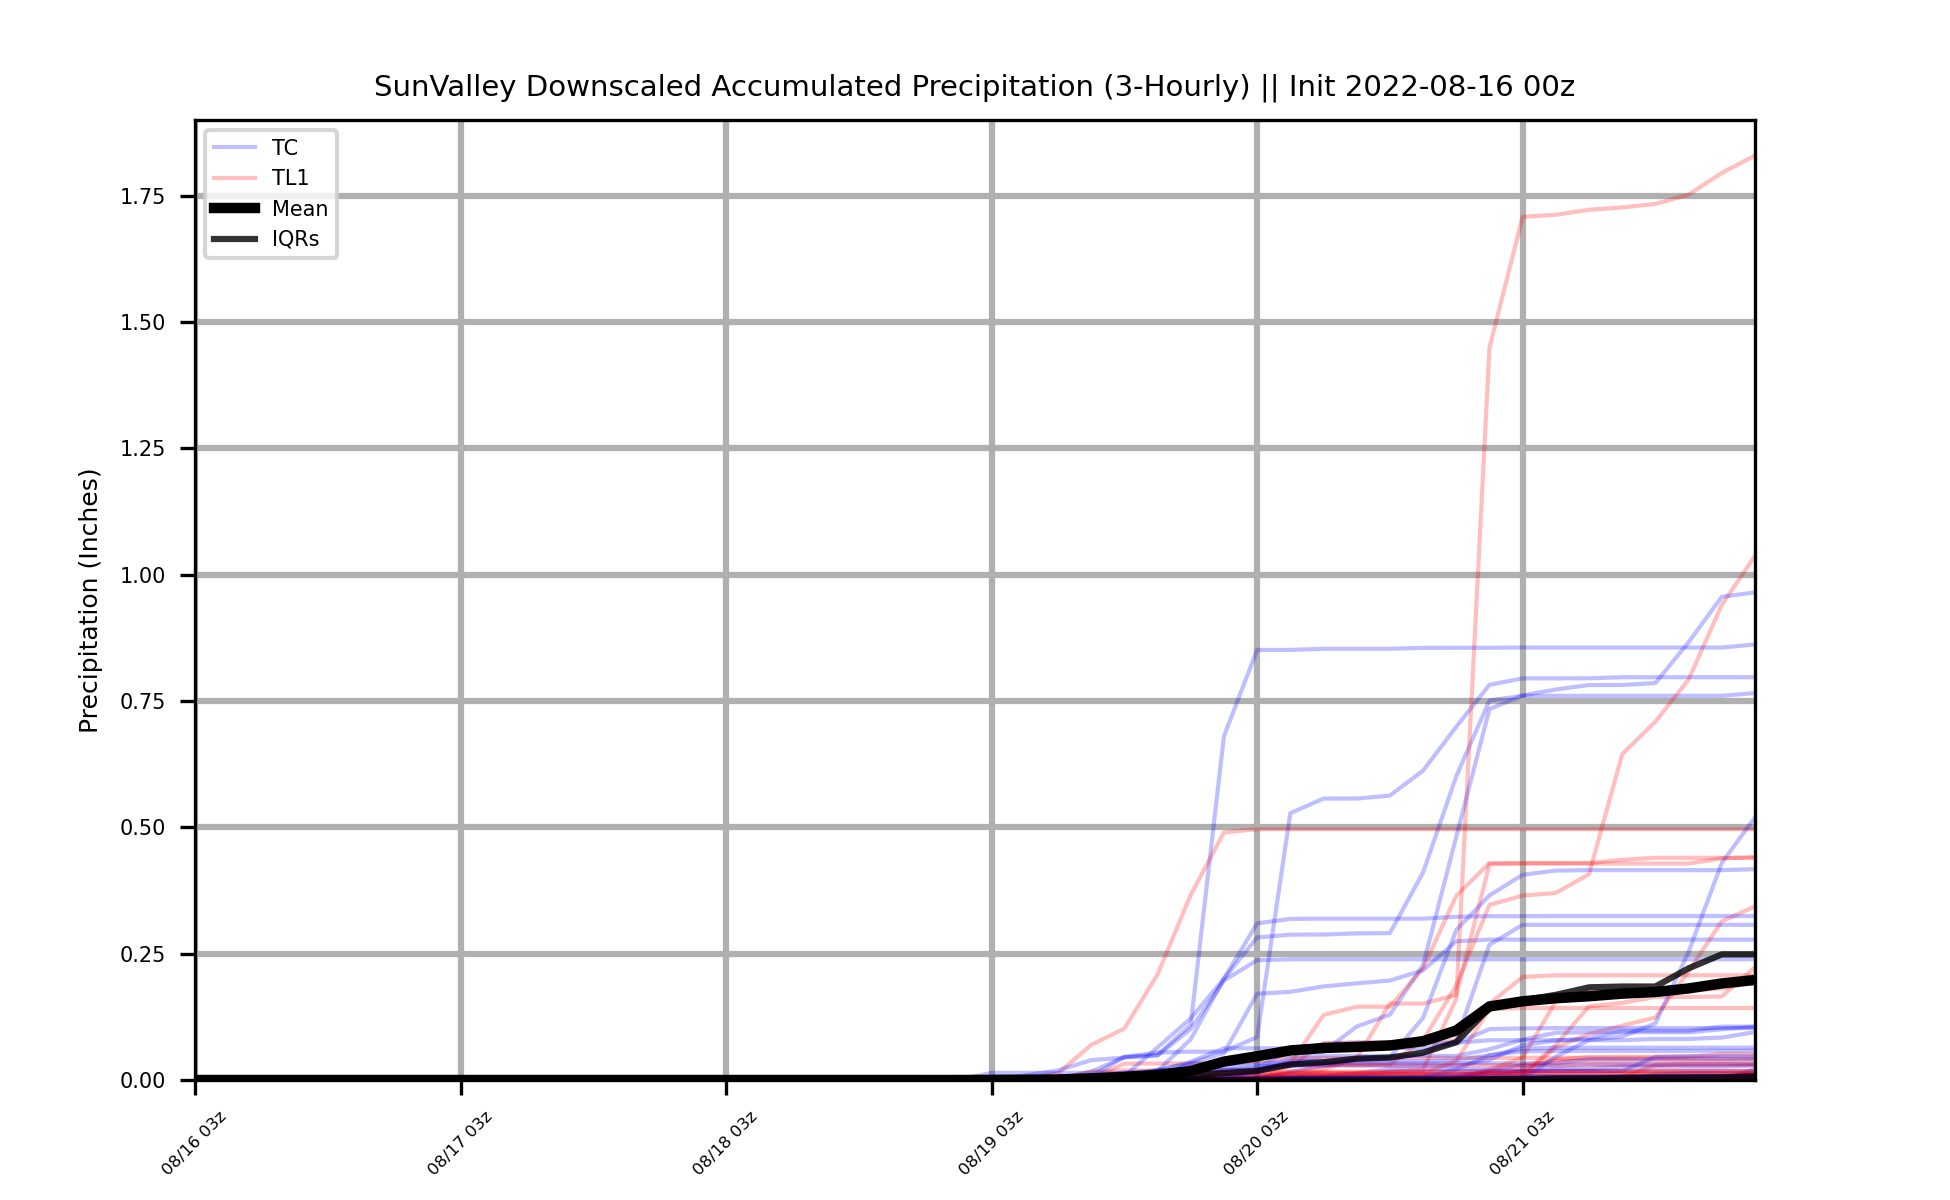 SunValley Downscaled Accumulated Precipitation (3-Hourly) || Init 2022-08-16 00z
TC
TL1
Mean
IQRs
Precipitation (Inches)
1.75
1.50
1.25
1.00
0.75
0.50
0.25
0.00
08/16 03z
08/17 03z
08/18 03z
08/19 03z
08/20 03z
08/21 03z